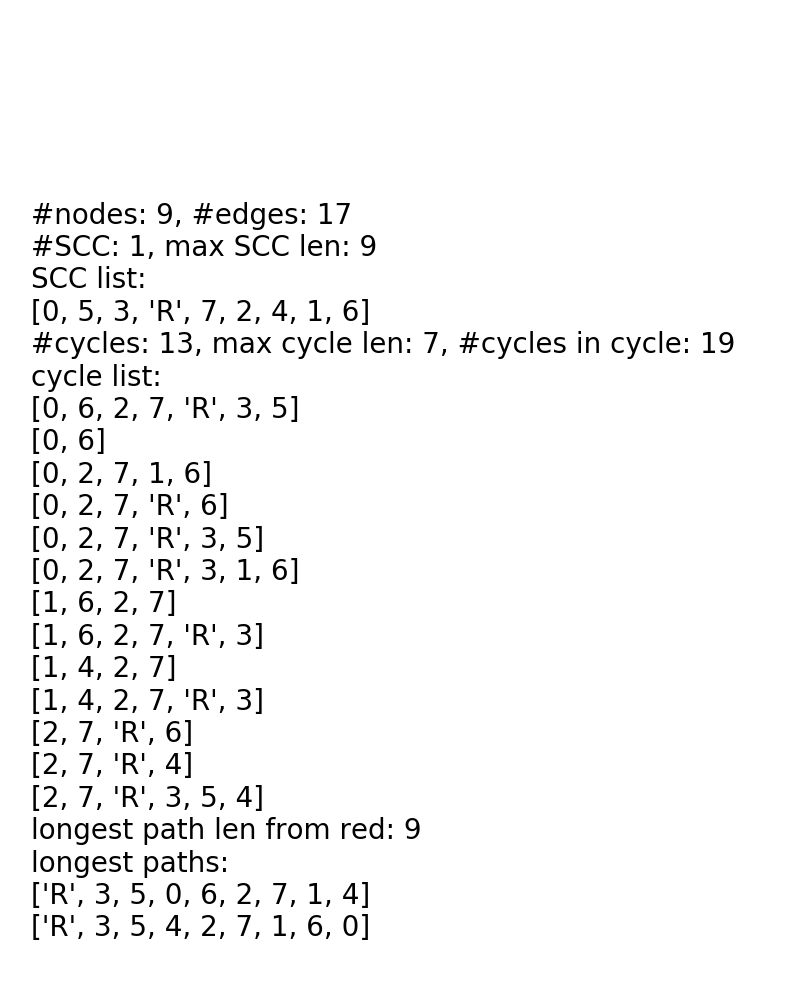 #nodes: 9, #edges: 17
#SCC: 1, max SCC len: 9
SCC list:
[0, 5, 3, 'R', 7, 2, 4, 1, 6]
#cycles: 13, max cycle len: 7, #cycles in cycle: 19
cycle list:
[0, 6, 2, 7, 'R', 3, 5]
[0, 6]
[0, 2, 7, 1, 6]
[0, 2, 7, 'R', 6]
[0, 2, 7, 'R', 3, 5]
[0, 2, 7, 'R', 3, 1, 6]
[1, 6, 2, 7]
[1, 6, 2, 7, 'R', 3]
[1, 4, 2, 7]
[1, 4, 2, 7, 'R', 3]
[2, 7, 'R', 6]
[2, 7, 'R', 4]
[2, 7, 'R', 3, 5, 4]
longest path len from red: 9
longest paths:
['R', 3, 5, 0, 6, 2, 7, 1, 4]
['R', 3, 5, 4, 2, 7, 1, 6, 0]